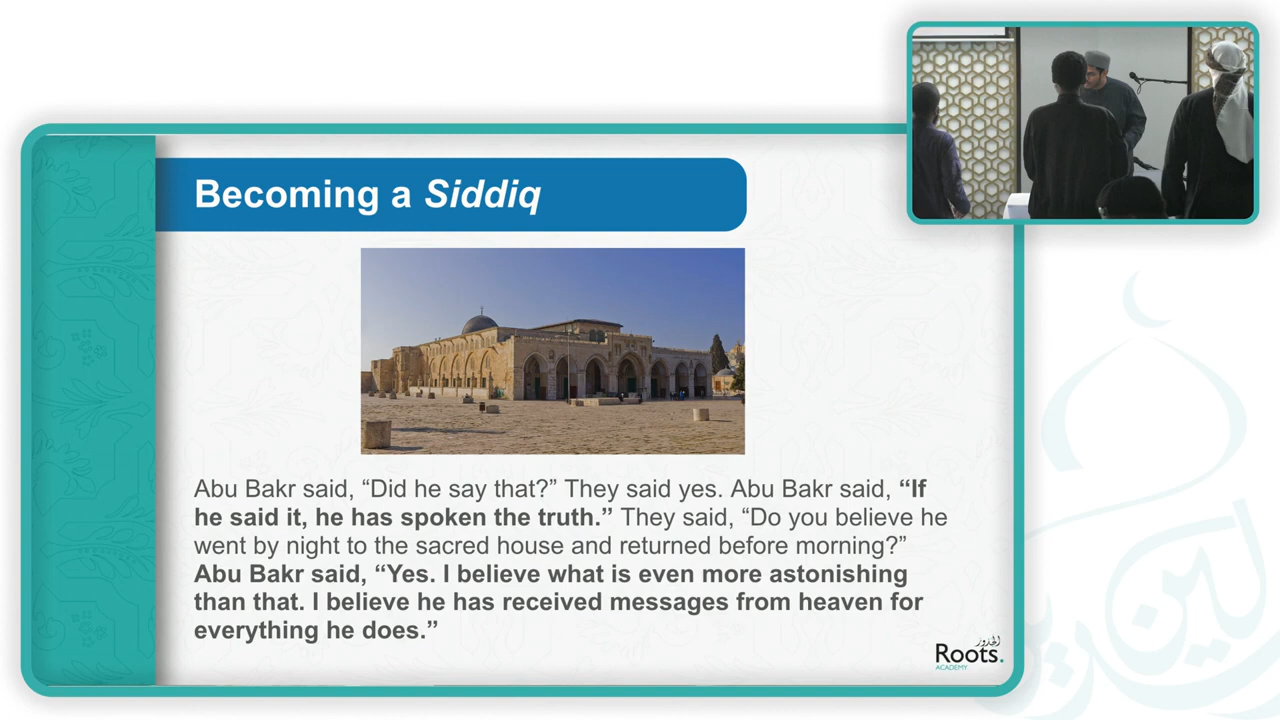 Becoming a Siddiq
Abu Bakr said, “Did he say that?” They said yes. Abu Bakr said, “If
he said it, he has spoken the truth.” They said, “Do you believe he
went by night to the sacred house and returned before morning?”
Abu Bakr said, “Yes. I believe what is even more astonishing
than that. I believe he has received messages from heaven for
everything he does.”
الجذور
Roots.
ACADEMY